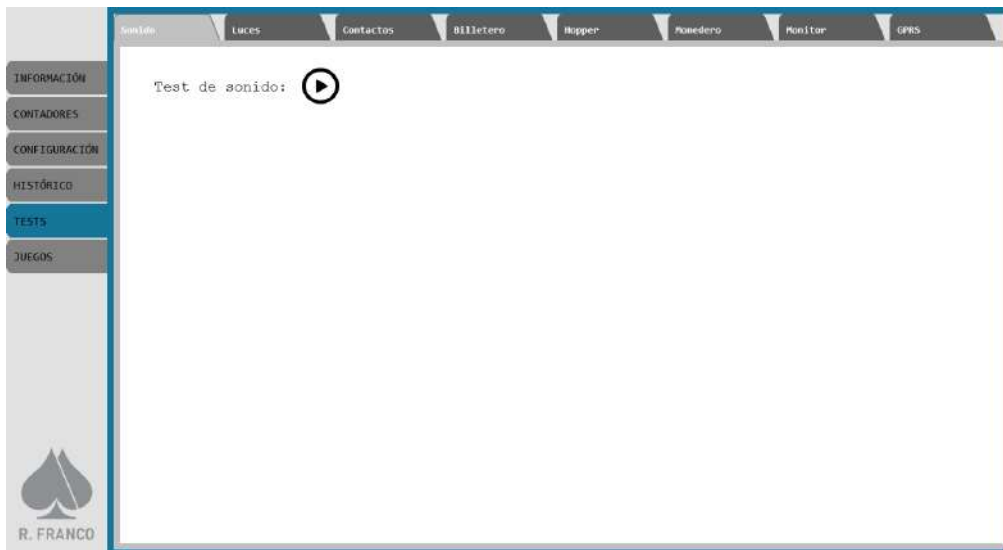 Sonido Luces Contactos Billetero Hopper Monedero Monitor GPRS
INFORMACIÓN
Test de sonido:
CONTADORES
CONFIGURACIÓN
HISTÓRICO
TESTS
JUEGOS
R. FRANCO